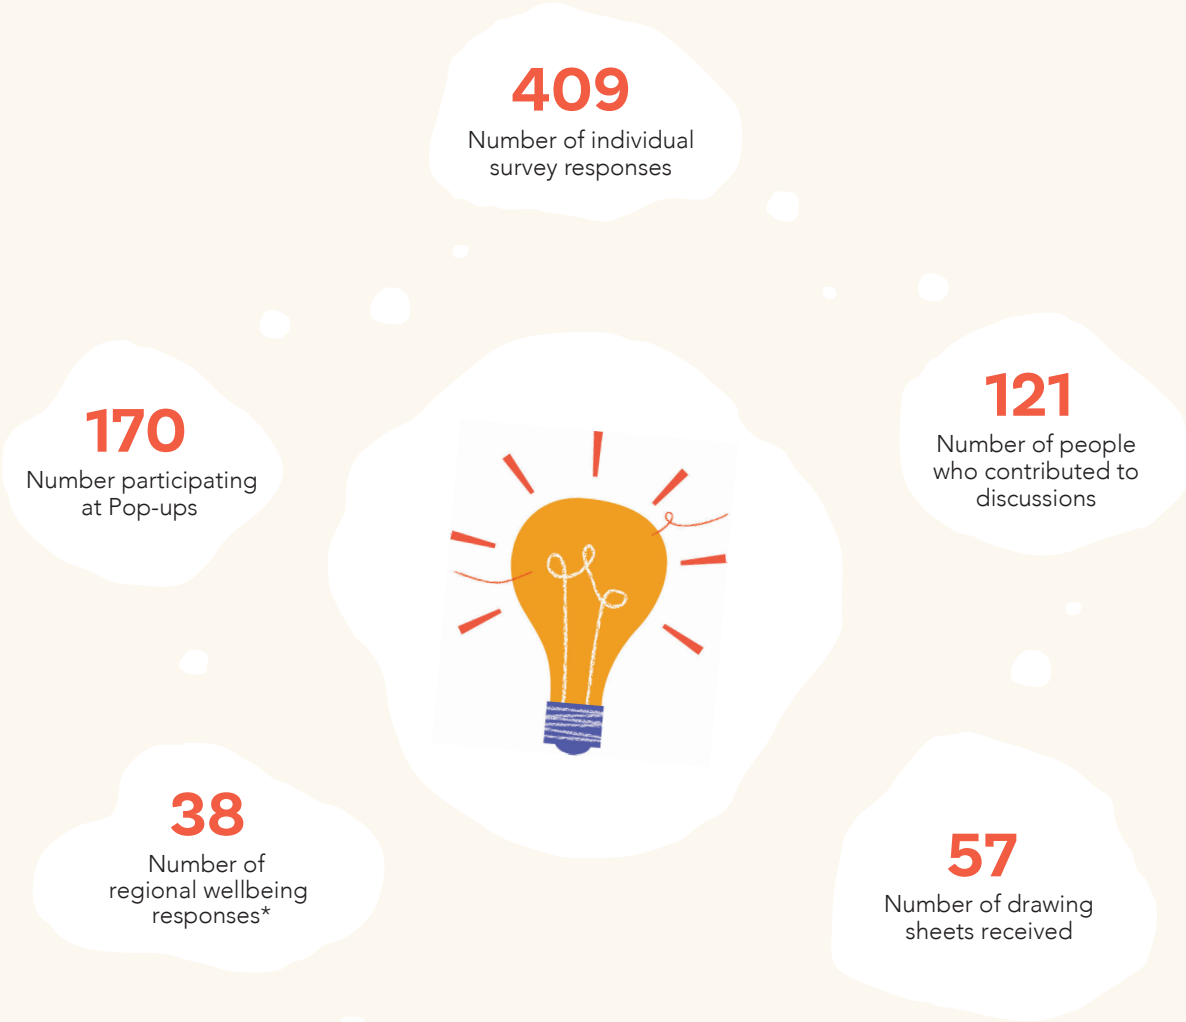 409
Number of individual
survey responses
170
Number participating
at Pop-ups
121
Number of people
who contributed to
discussions
38
Number of
regional wellbeing
responses*
57
Number of drawing
sheets received